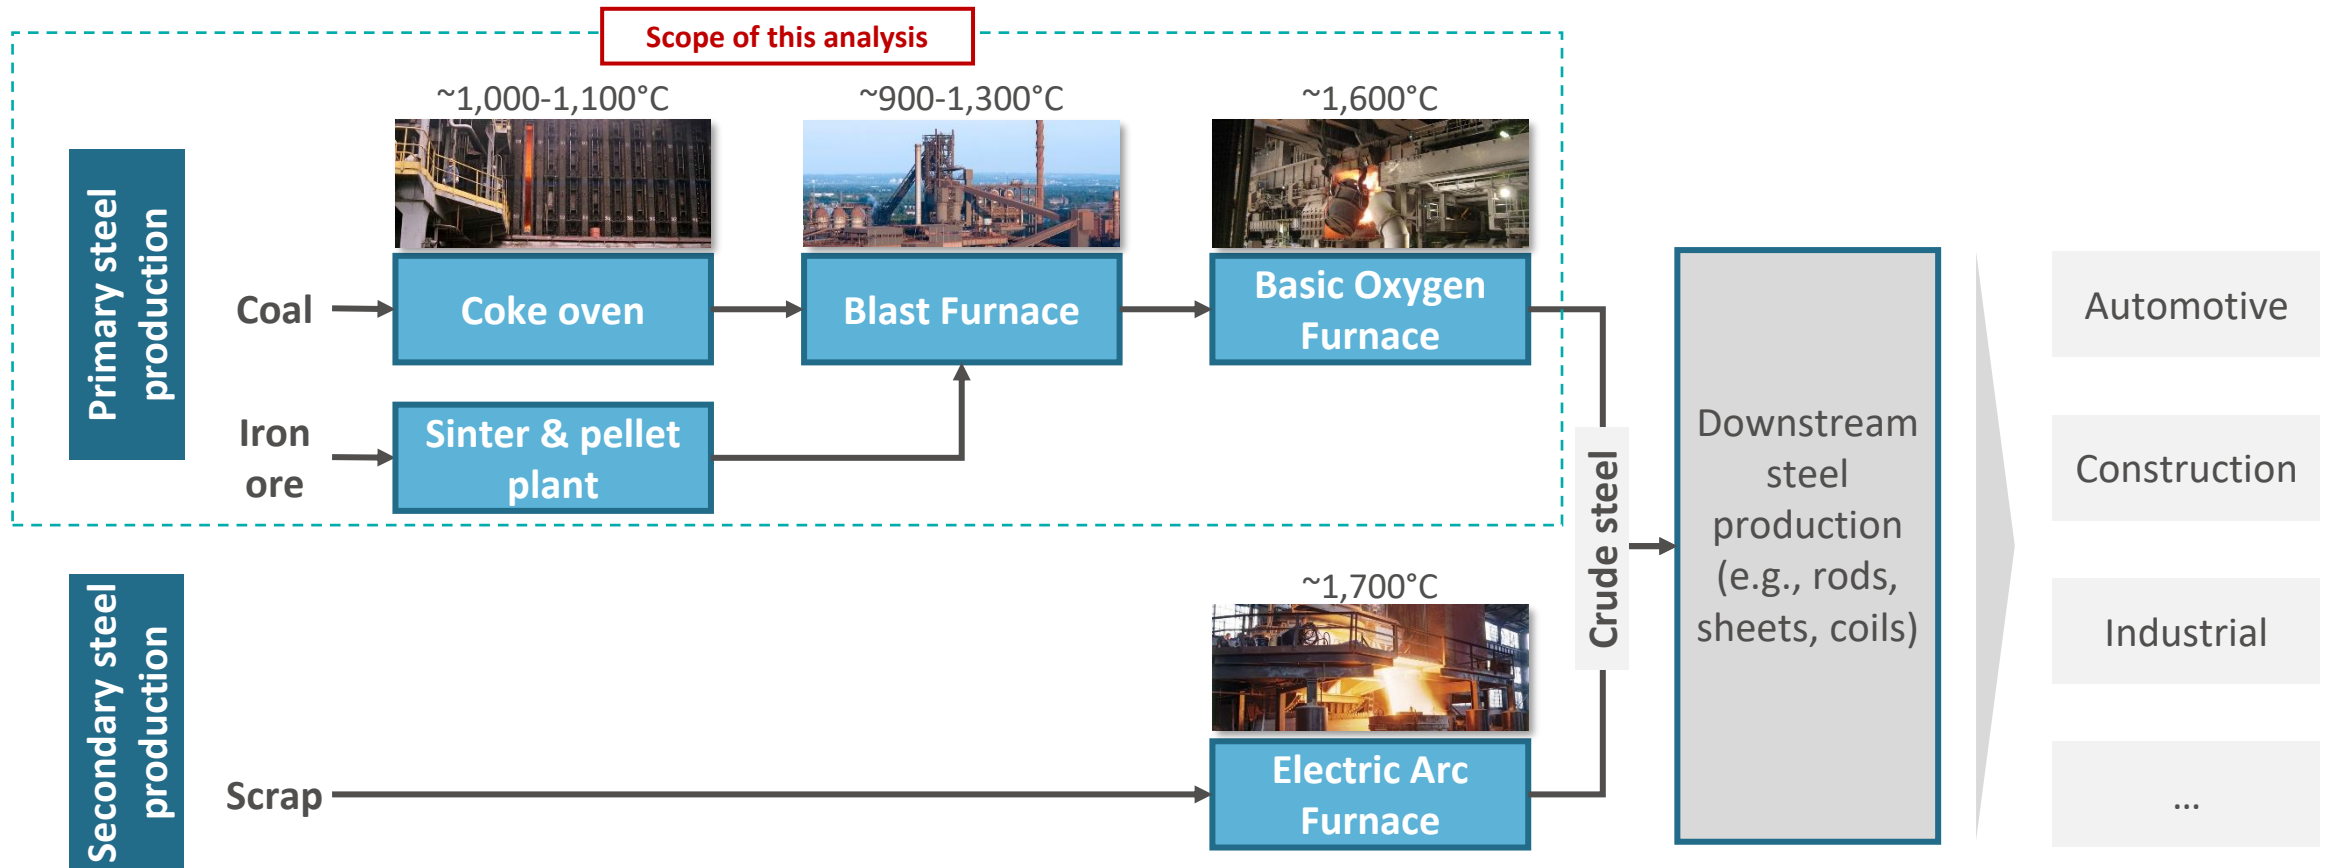 Scope of this analysis
~1,000-1,100°C
~900-1,300°C
~1,600°C
Primary steel
production
Coal
Coke oven
Blast Furnace
Basic Oxygen
Furnace
Iron
ore
Sinter & pellet
plant
Crude steel
Downstream
steel
production
(e.g., rods,
sheets, coils)
Automotive
Construction
Industrial
...
Secondary steel
production
Scrap
~1,700°C
Electric Arc
Furnace